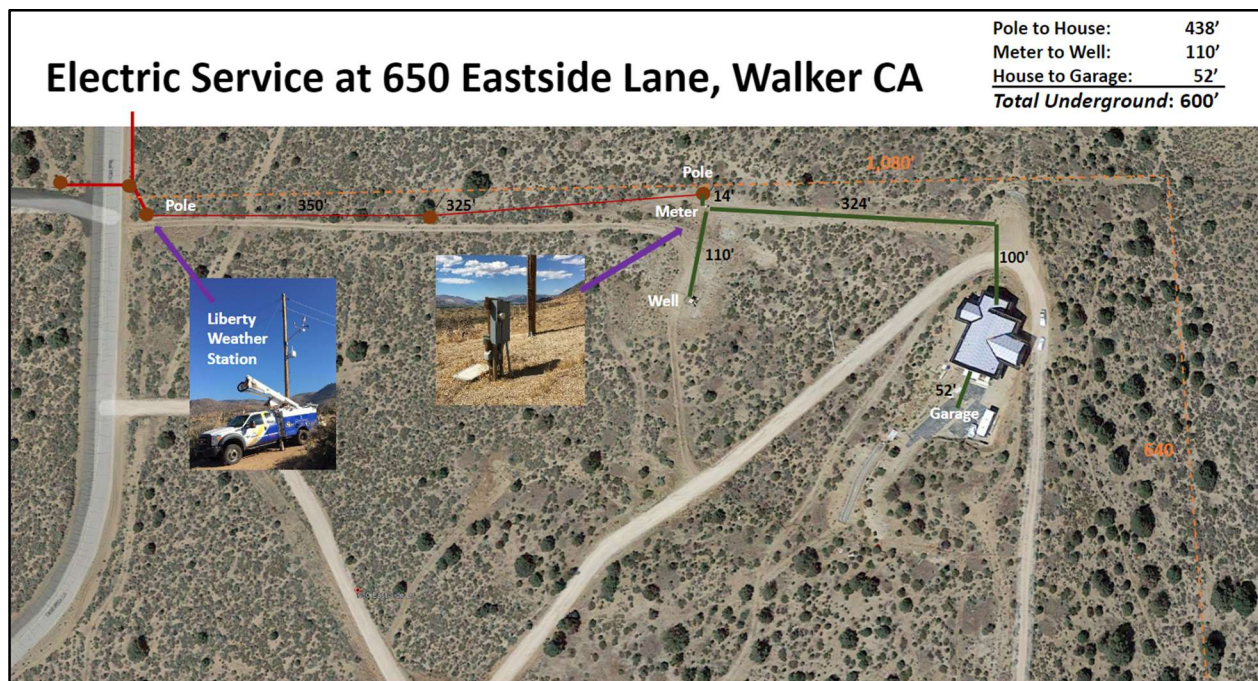 Pole to House: 438’
Meter to Well: 110’
House to Garage: 52’
Total Underground: 600’
Electric Service at 650 Eastside Lane, Walker CA
1,080'
Pole
Pole
350'
325'
14'
Meter
324'
110'
100'
Well
Liberty
Weather
Station
52'
Garage
640